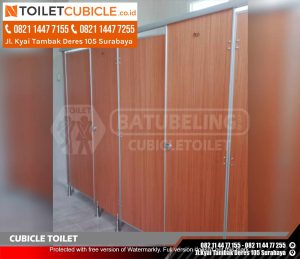 TOILETCUBICLE.co.id
0821 1447 7155 - 0821 1447 7255
Jl. Kyai Tambak Deres 105 Surabaya
BATUBELING
CUBICLETOILET
CUBICLE TOILET
0821 1447 7155 - 0821 1447 7255
Jl.Kyai Tambak Deres 105 Surabaya
Protected with free version of Watermarkly. Full version